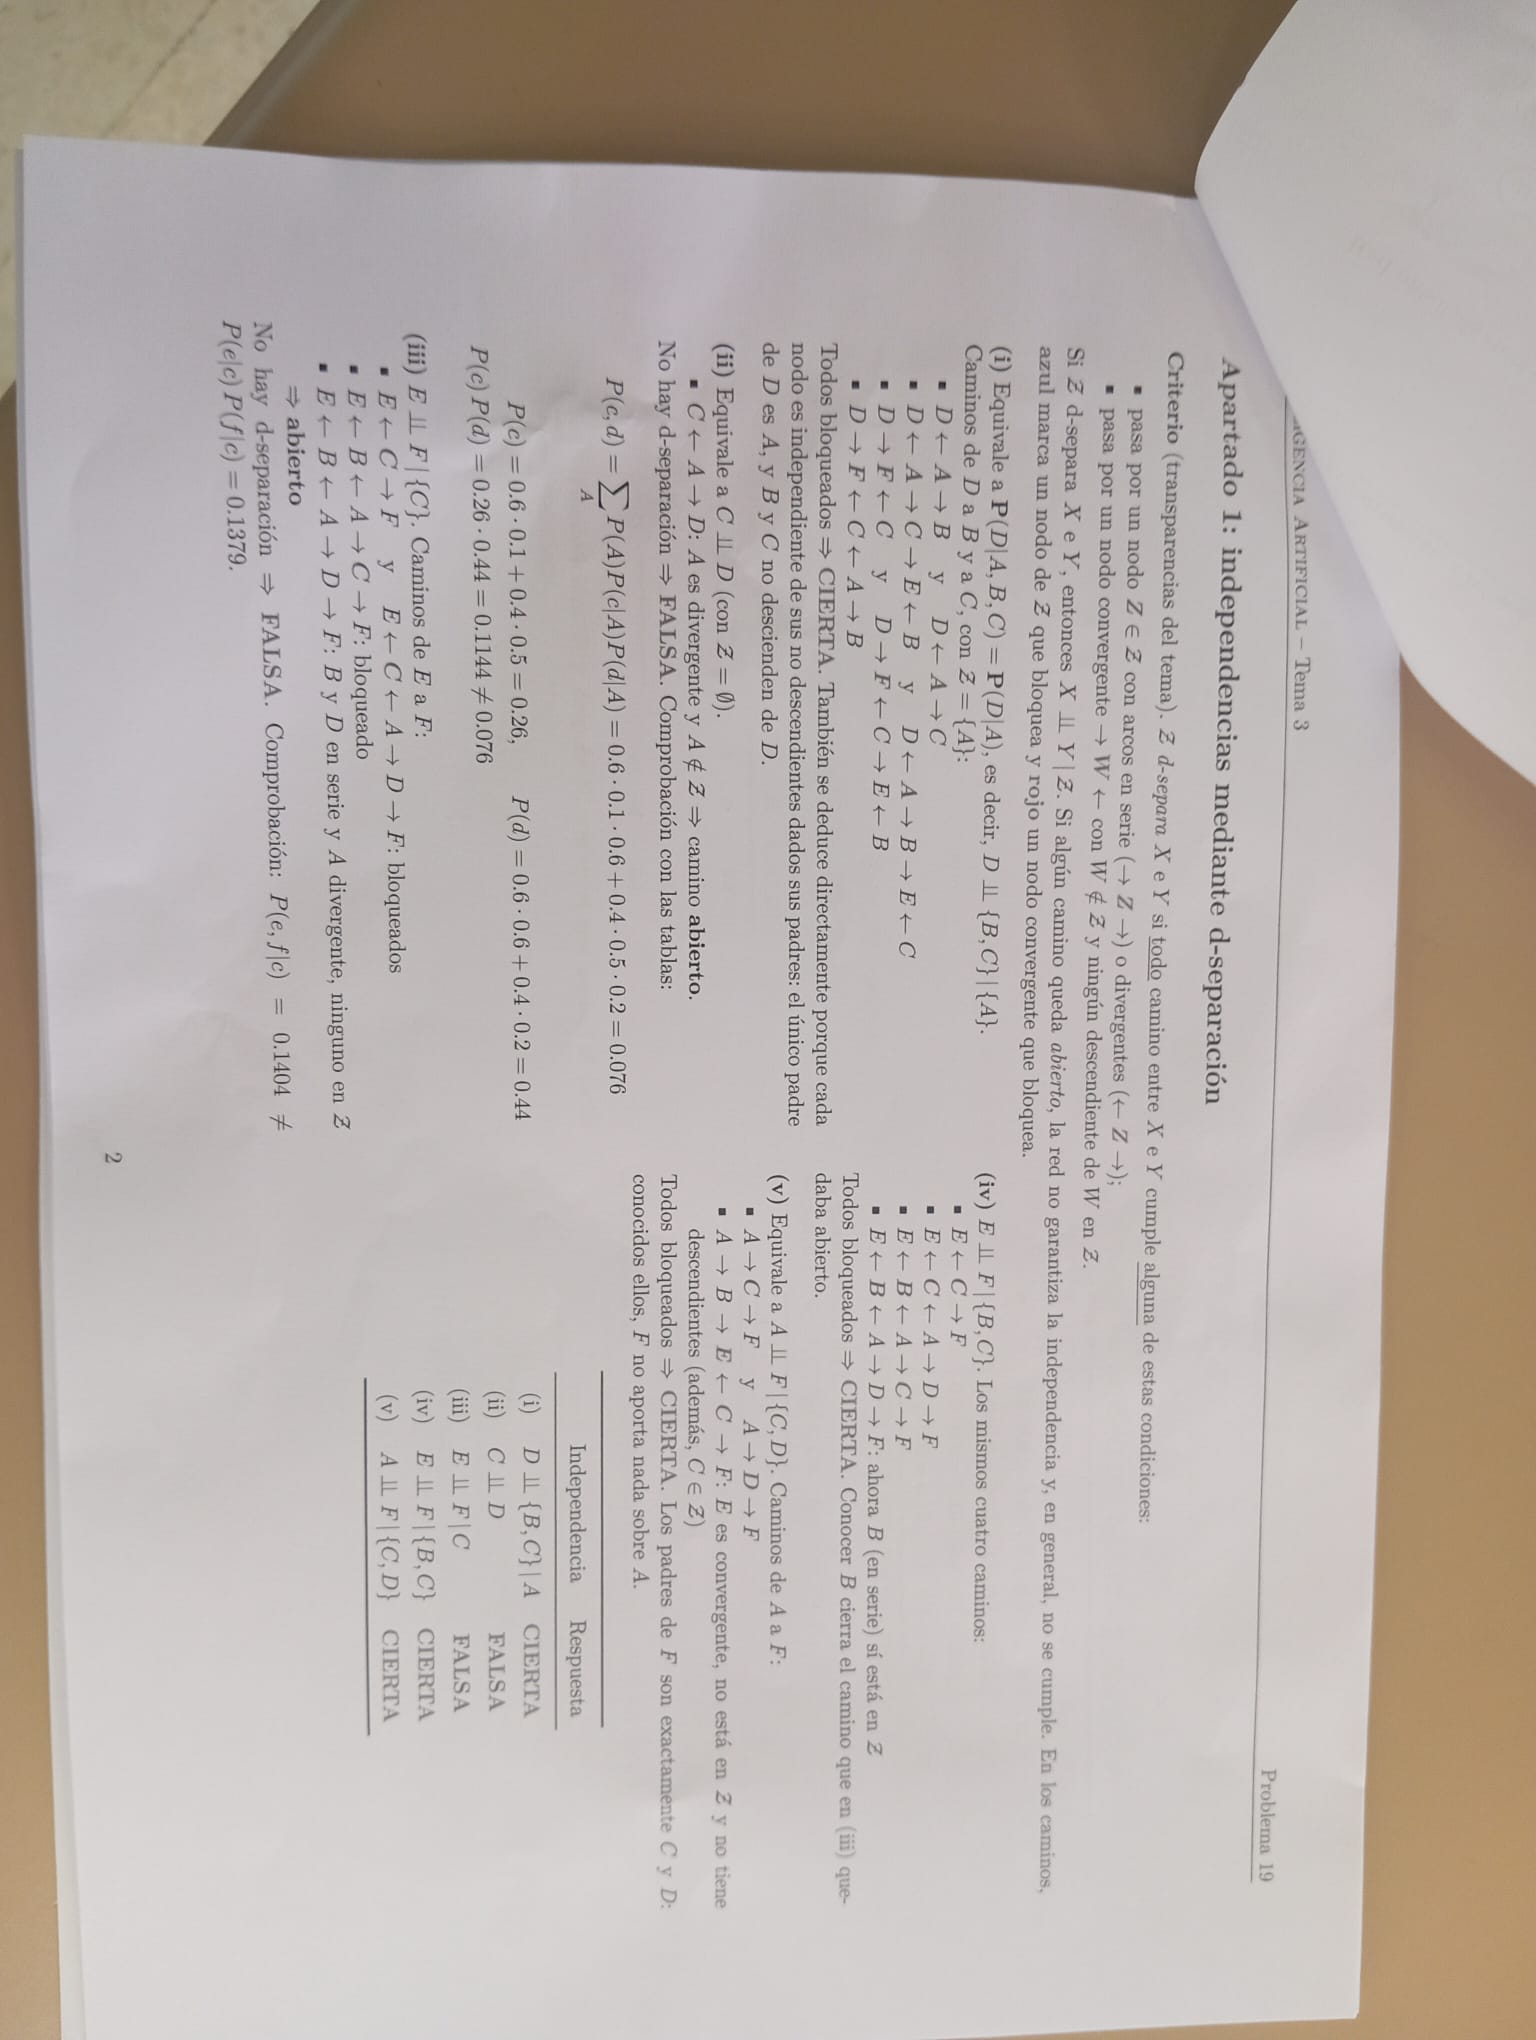 GENCIA ARTIFICIAL – Tema 3
Problema 19
Apartado 1: independencias mediante d-separación
Criterio (transparencias del tema). 𝒵 d-separa X e Y si todo camino entre X e Y cumple alguna de estas condiciones:
▪ pasa por un nodo Z ∈ 𝒵 con arcos en serie (→ Z →) o divergentes (← Z →);
▪ pasa por un nodo convergente → W ← con W ∉ 𝒵 y ningún descendiente de W en 𝒵.
Si 𝒵 d-separa X e Y, entonces X ⫫ Y | 𝒵. Si algún camino queda abierto, la red no garantiza la independencia y, en general, no se cumple. En los caminos,
azul marca un nodo de 𝒵 que bloquea y rojo un nodo convergente que bloquea.
(i) Equivale a P(D|A, B, C) = P(D|A), es decir, D ⫫ {B, C} | {A}.
Caminos de D a B y a C, con 𝒵 = {A}:
▪ D ← A → B y D ← A → C
▪ D ← A → C → E ← B y D ← A → B → E ← C
▪ D → F ← C y D → F ← C → E ← B
▪ D → F ← C ← A → B
Todos bloqueados ⇒ CIERTA. También se deduce directamente porque cada
nodo es independiente de sus no descendientes dados sus padres: el único padre
de D es A, y B y C no descienden de D.
(ii) Equivale a C ⫫ D (con 𝒵 = ∅).
▪ C ← A → D: A es divergente y A ∉ 𝒵 ⇒ camino abierto.
No hay d-separación ⇒ FALSA. Comprobación con las tablas:
P(c, d) = ∑_A P(A)P(c|A)P(d|A) = 0.6 · 0.1 · 0.6 + 0.4 · 0.5 · 0.2 = 0.076
P(c) = 0.6 · 0.1 + 0.4 · 0.5 = 0.26, P(d) = 0.6 · 0.6 + 0.4 · 0.2 = 0.44
P(c) P(d) = 0.26 · 0.44 = 0.1144 ≠ 0.076
(iii) E ⫫ F | {C}. Caminos de E a F:
▪ E ← C → F y E ← C ← A → D → F: bloqueados
▪ E ← B ← A → C → F: bloqueado
▪ E ← B ← A → D → F: B y D en serie y A divergente, ninguno en 𝒵
⇒ abierto
No hay d-separación ⇒ FALSA. Comprobación: P(e, f|c) = 0.1404 ≠
P(e|c) P(f|c) = 0.1379.
(iv) E ⫫ F | {B, C}. Los mismos cuatro caminos:
▪ E ← C → F
▪ E ← C ← A → D → F
▪ E ← B ← A → C → F
▪ E ← B ← A → D → F: ahora B (en serie) sí está en 𝒵
Todos bloqueados ⇒ CIERTA. Conocer B cierra el camino que en (iii) que-
daba abierto.
(v) Equivale a A ⫫ F | {C, D}. Caminos de A a F:
▪ A → C → F y A → D → F
▪ A → B → E ← C → F: E es convergente, no está en 𝒵 y no tiene
descendientes (además, C ∈ 𝒵)
Todos bloqueados ⇒ CIERTA. Los padres de F son exactamente C y D:
conocidos ellos, F no aporta nada sobre A.
Independencia Respuesta
(i) D ⫫ {B, C} | A CIERTA
(ii) C ⫫ D FALSA
(iii) E ⫫ F | C FALSA
(iv) E ⫫ F | {B, C} CIERTA
(v) A ⫫ F | {C, D} CIERTA
2